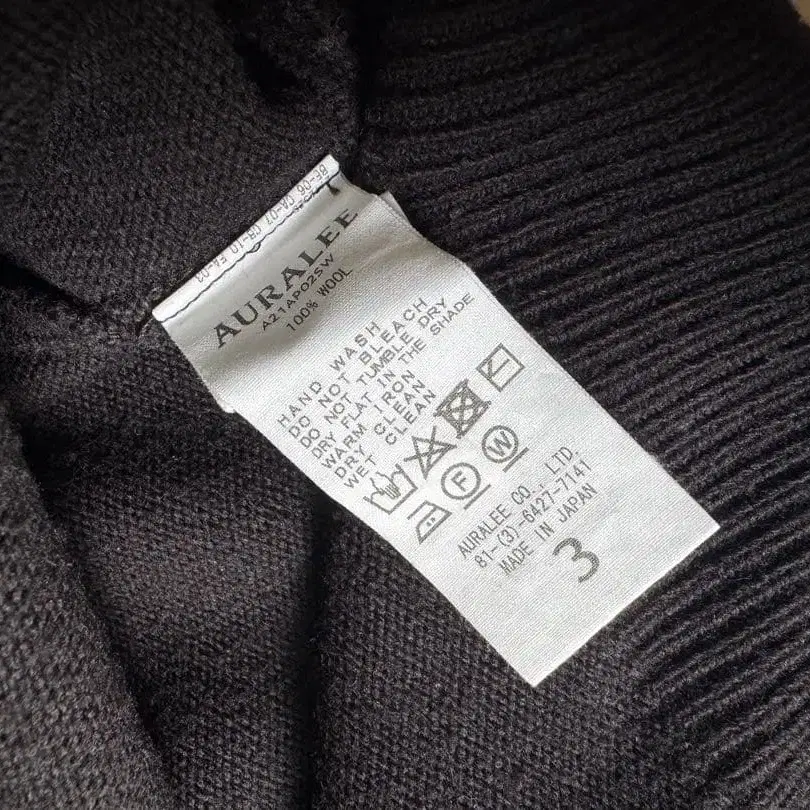 AURALEE
A21AP02SW
100% WOOL
HAND WASH
DO NOT BLEACH
DO NOT TUMBLE DRY
DRY FLAT IN THE SHADE
WARM IRON
DRY CLEAN
WET CLEAN
F W
AURALEE CO., LTD.
81-(3)-6427-7141
MADE IN JAPAN
3